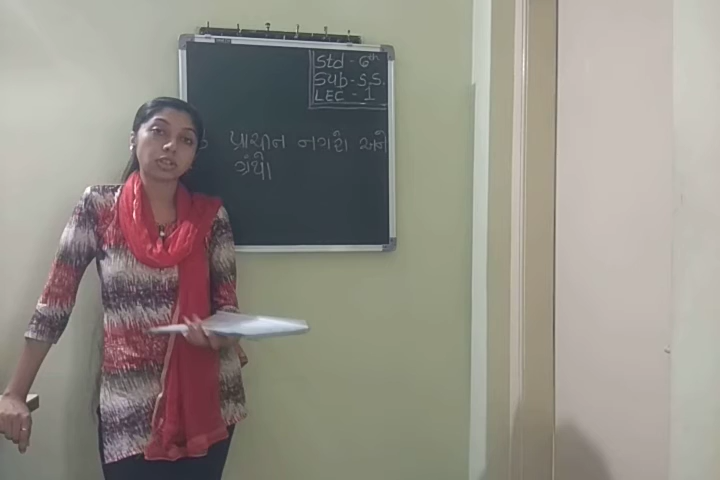 Std - 6th
Sub - S.S.
LEC - 1
પ્રાચીન નગરો અને
ગ્રંથો